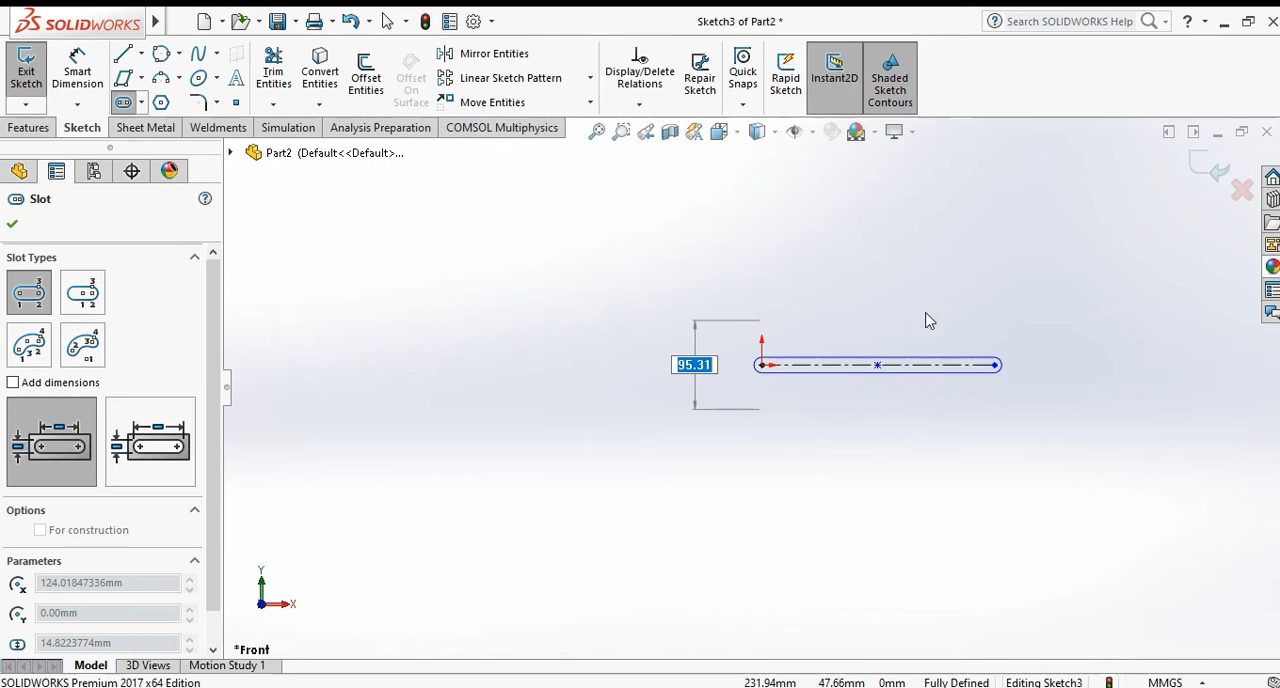 SOLIDWORKS
Sketch3 of Part2 *
Search SOLIDWORKS Help
?
Exit Sketch
Smart Dimension
Trim Entities
Convert Entities
Offset Entities
Offset On Surface
Mirror Entities
Linear Sketch Pattern
Move Entities
Display/Delete Relations
Repair Sketch
Quick Snaps
Rapid Sketch
Instant2D
Shaded Sketch Contours
Features
Sketch
Sheet Metal
Weldments
Simulation
Analysis Preparation
COMSOL Multiphysics
Part2 (Default<<Default>...
Slot
Slot Types
Add dimensions
Options
For construction
Parameters
124.01847336mm
0.00mm
14.8223774mm
95.31
Y
X
*Front
Model
3D Views
Motion Study 1
SOLIDWORKS Premium 2017 x64 Edition
231.94mm
47.66mm
0mm
Fully Defined
Editing Sketch3
MMGS